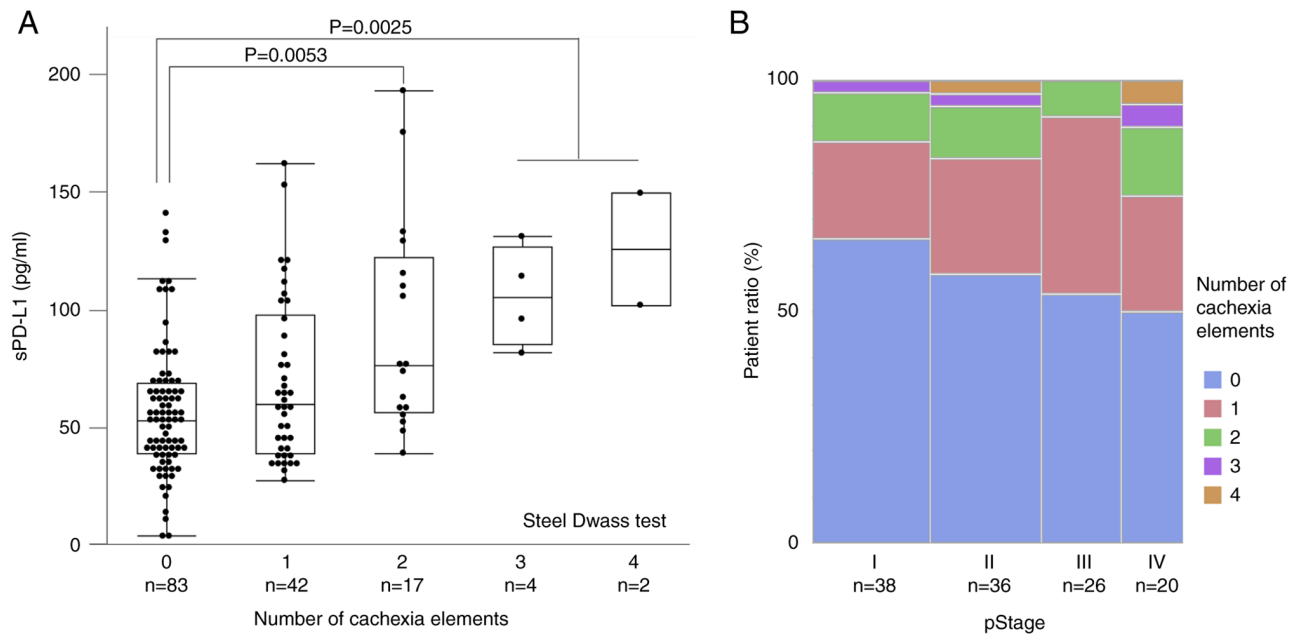 A
P=0.0025
P=0.0053
200
150
100
50
0
sPD-L1 (pg/ml)
Steel Dwass test
0 1 2 3 4
n=83 n=42 n=17 n=4 n=2
Number of cachexia elements
B
100
50
0
Patient ratio (%)
I II III IV
n=38 n=36 n=26 n=20
pStage
Number of
cachexia
elements
0
1
2
3
4